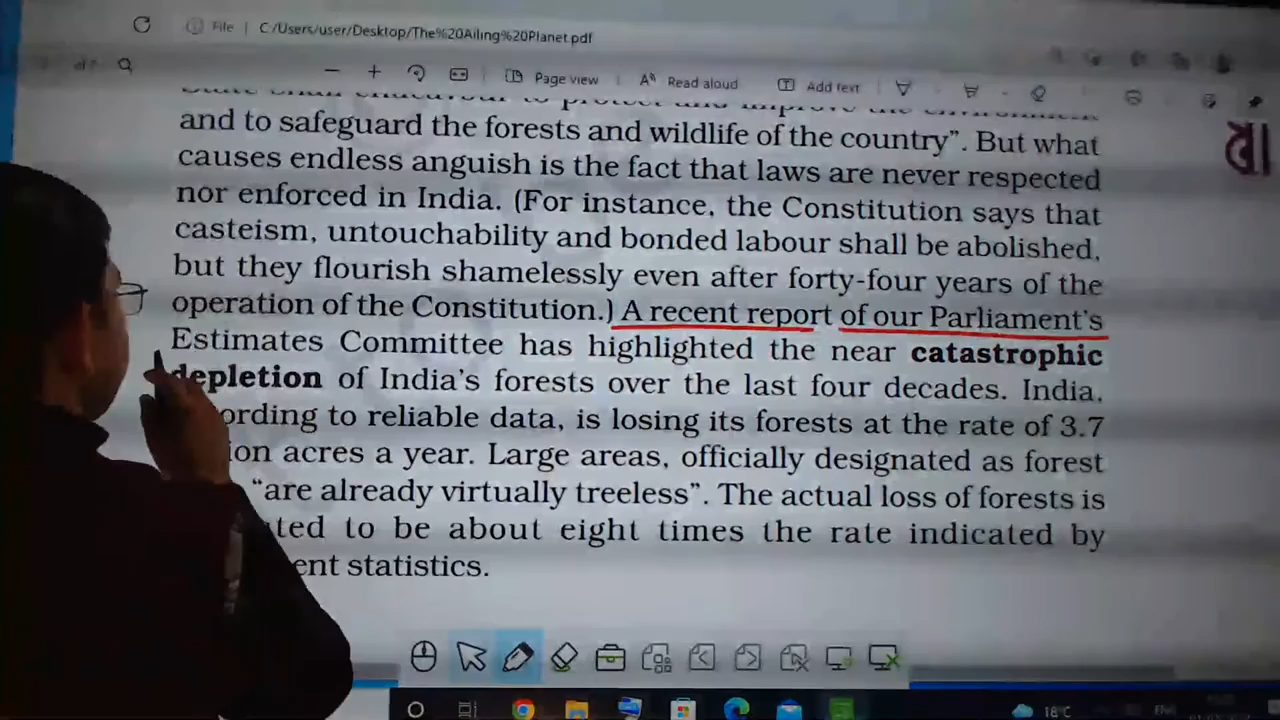 File | C:/Users/user/Desktop/The%20Ailing%20Planet.pdf
Page view | Read aloud Add text
and to safeguard the forests and wildlife of the country”. But what
causes endless anguish is the fact that laws are never respected
nor enforced in India. (For instance, the Constitution says that
casteism, untouchability and bonded labour shall be abolished,
but they flourish shamelessly even after forty-four years of the
operation of the Constitution.) A recent report of our Parliament’s
Estimates Committee has highlighted the near catastrophic
depletion of India’s forests over the last four decades. India,
ording to reliable data, is losing its forests at the rate of 3.7
ion acres a year. Large areas, officially designated as forest
“are already virtually treeless”. The actual loss of forests is
ted to be about eight times the rate indicated by
ent statistics.
18°C ENG